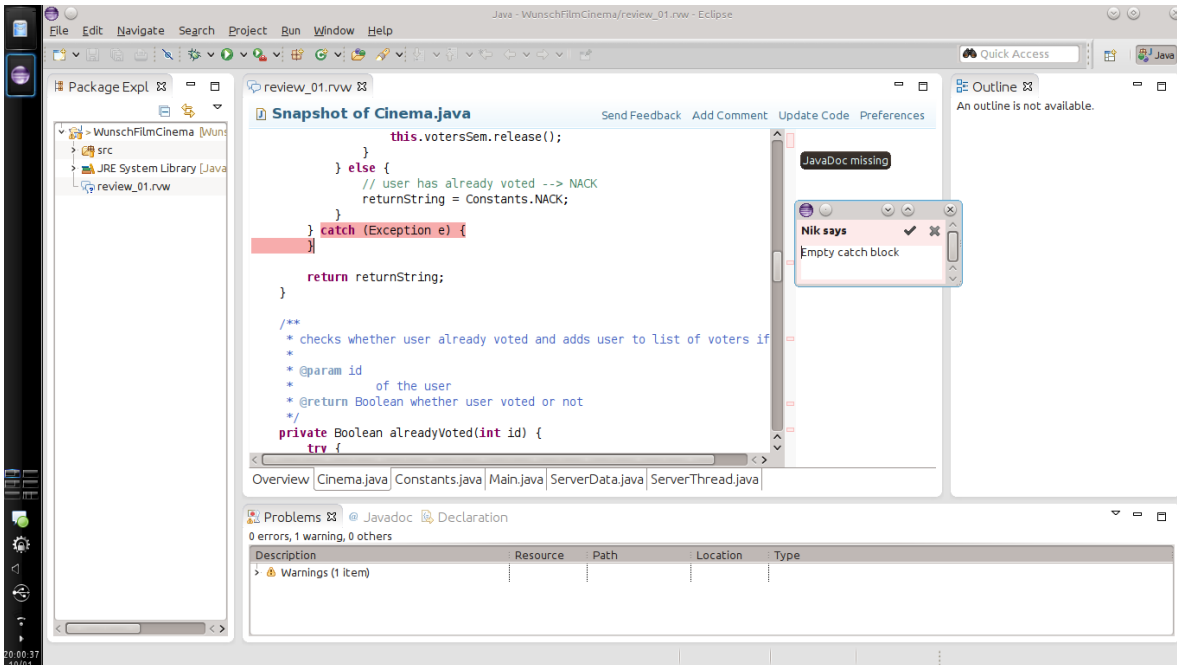 Java - WunschFilmCinema/review_01.rvw - Eclipse
File Edit Navigate Search Project Run Window Help
Quick Access
Java
Package Expl
review_01.rvw
Outline
Snapshot of Cinema.java
Send Feedback Add Comment Update Code Preferences
An outline is not available.
> WunschFilmCinema [Wuns
src
JRE System Library [Java
review_01.rvw
this.votersSem.release();
}
} else {
// user has already voted --> NACK
returnString = Constants.NACK;
}
} catch (Exception e) {
}
return returnString;
}
/**
* checks whether user already voted and adds user to list of voters if
*
* @param id
* of the user
* @return Boolean whether user voted or not
*/
private Boolean alreadyVoted(int id) {
try {
JavaDoc missing
Nik says
Empty catch block
Overview Cinema.java Constants.java Main.java ServerData.java ServerThread.java
Problems @ Javadoc Declaration
0 errors, 1 warning, 0 others
Description Resource Path Location Type
Warnings (1 item)
20:00:37
10/01